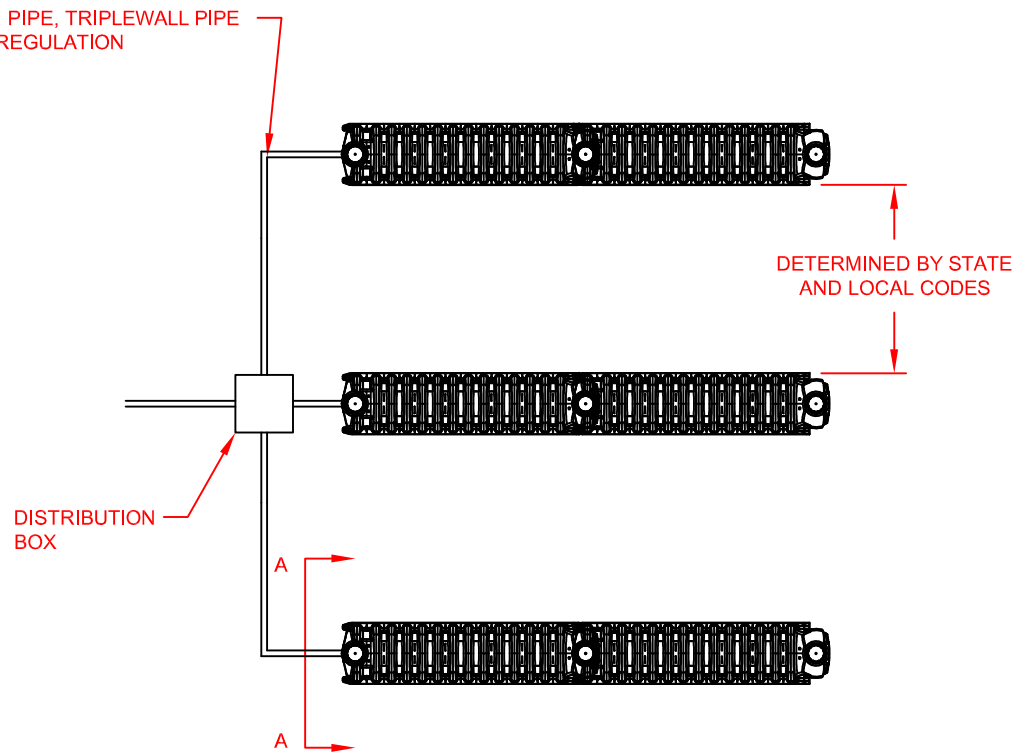 PIPE, TRIPLEWALL PIPE
REGULATION
DETERMINED BY STATE
AND LOCAL CODES
DISTRIBUTION
BOX
A
A